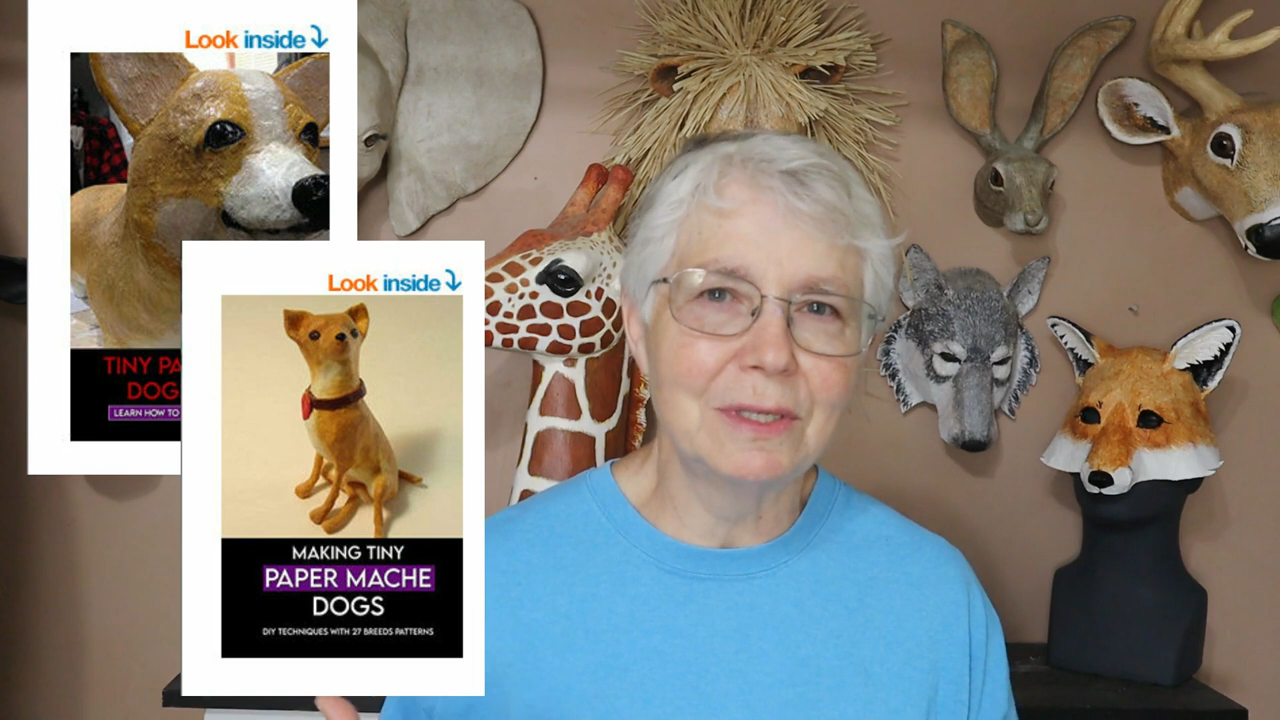 Look inside
TINY PA
DOG
LEARN HOW TO
Look inside
MAKING TINY
PAPER MACHE
DOGS
DIY TECHNIQUES WITH 27 BREEDS PATTERNS